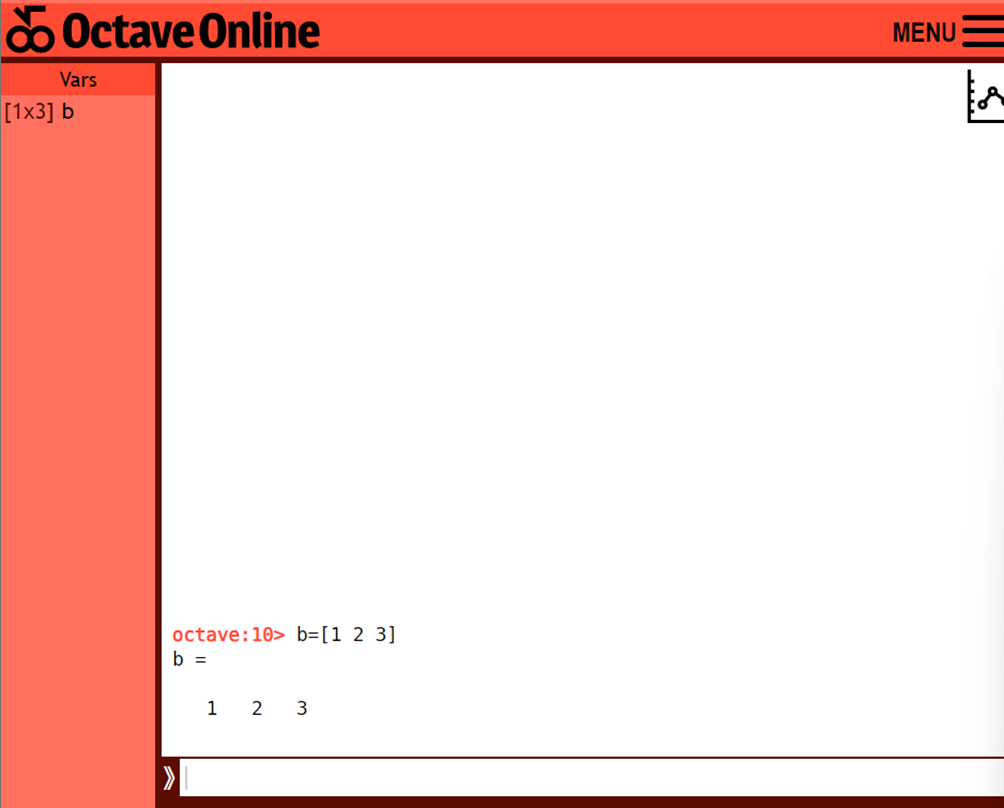 Octave Online
MENU
Vars
[1x3] b
octave:10> b=[1 2 3]
b =
1 2 3